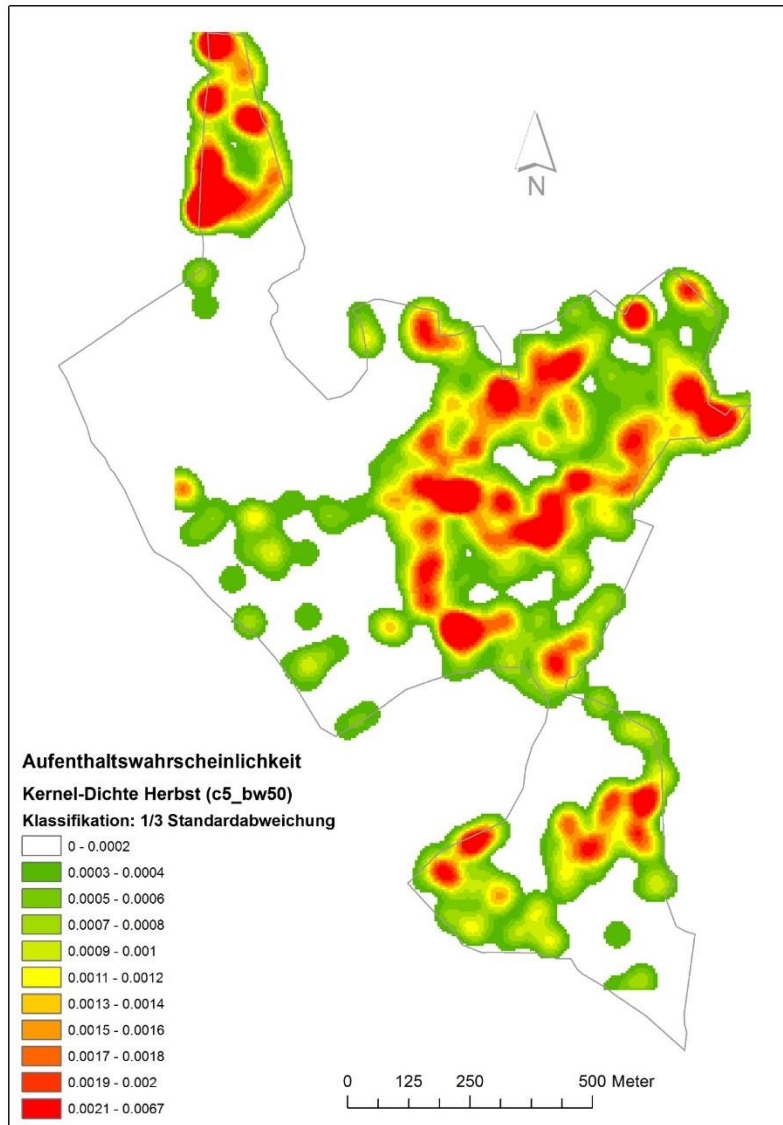 N
Aufenthaltswahrscheinlichkeit
Kernel-Dichte Herbst (c5_bw50)
Klassifikation: 1/3 Standardabweichung
0 - 0.0002
0.0003 - 0.0004
0.0005 - 0.0006
0.0007 - 0.0008
0.0009 - 0.001
0.0011 - 0.0012
0.0013 - 0.0014
0.0015 - 0.0016
0.0017 - 0.0018
0.0019 - 0.002
0.0021 - 0.0067
0 125 250 500 Meter